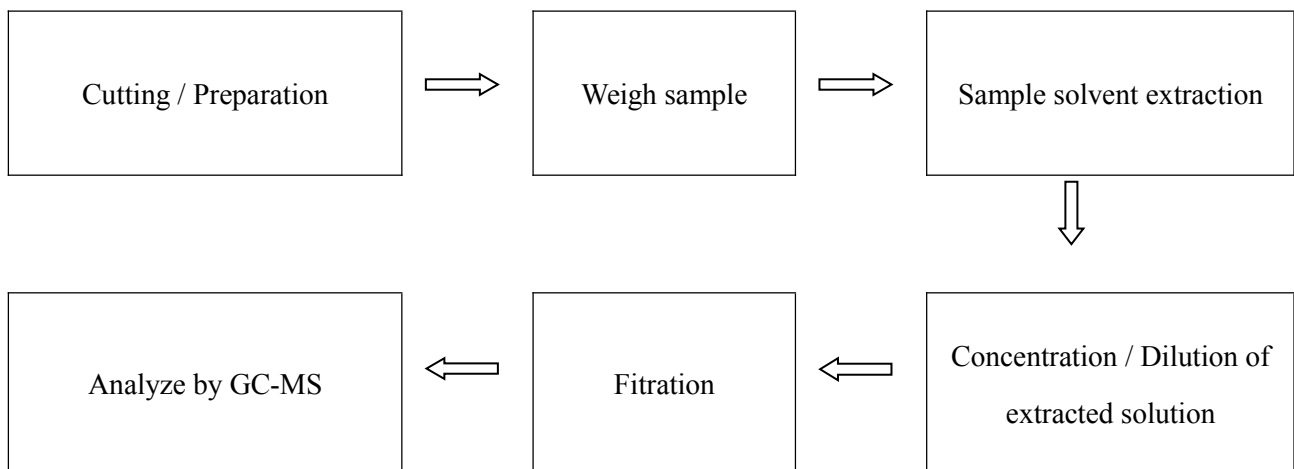 Cutting / Preparation
Weigh sample
Sample solvent extraction
Concentration / Dilution of
extracted solution
Fitration
Analyze by GC-MS